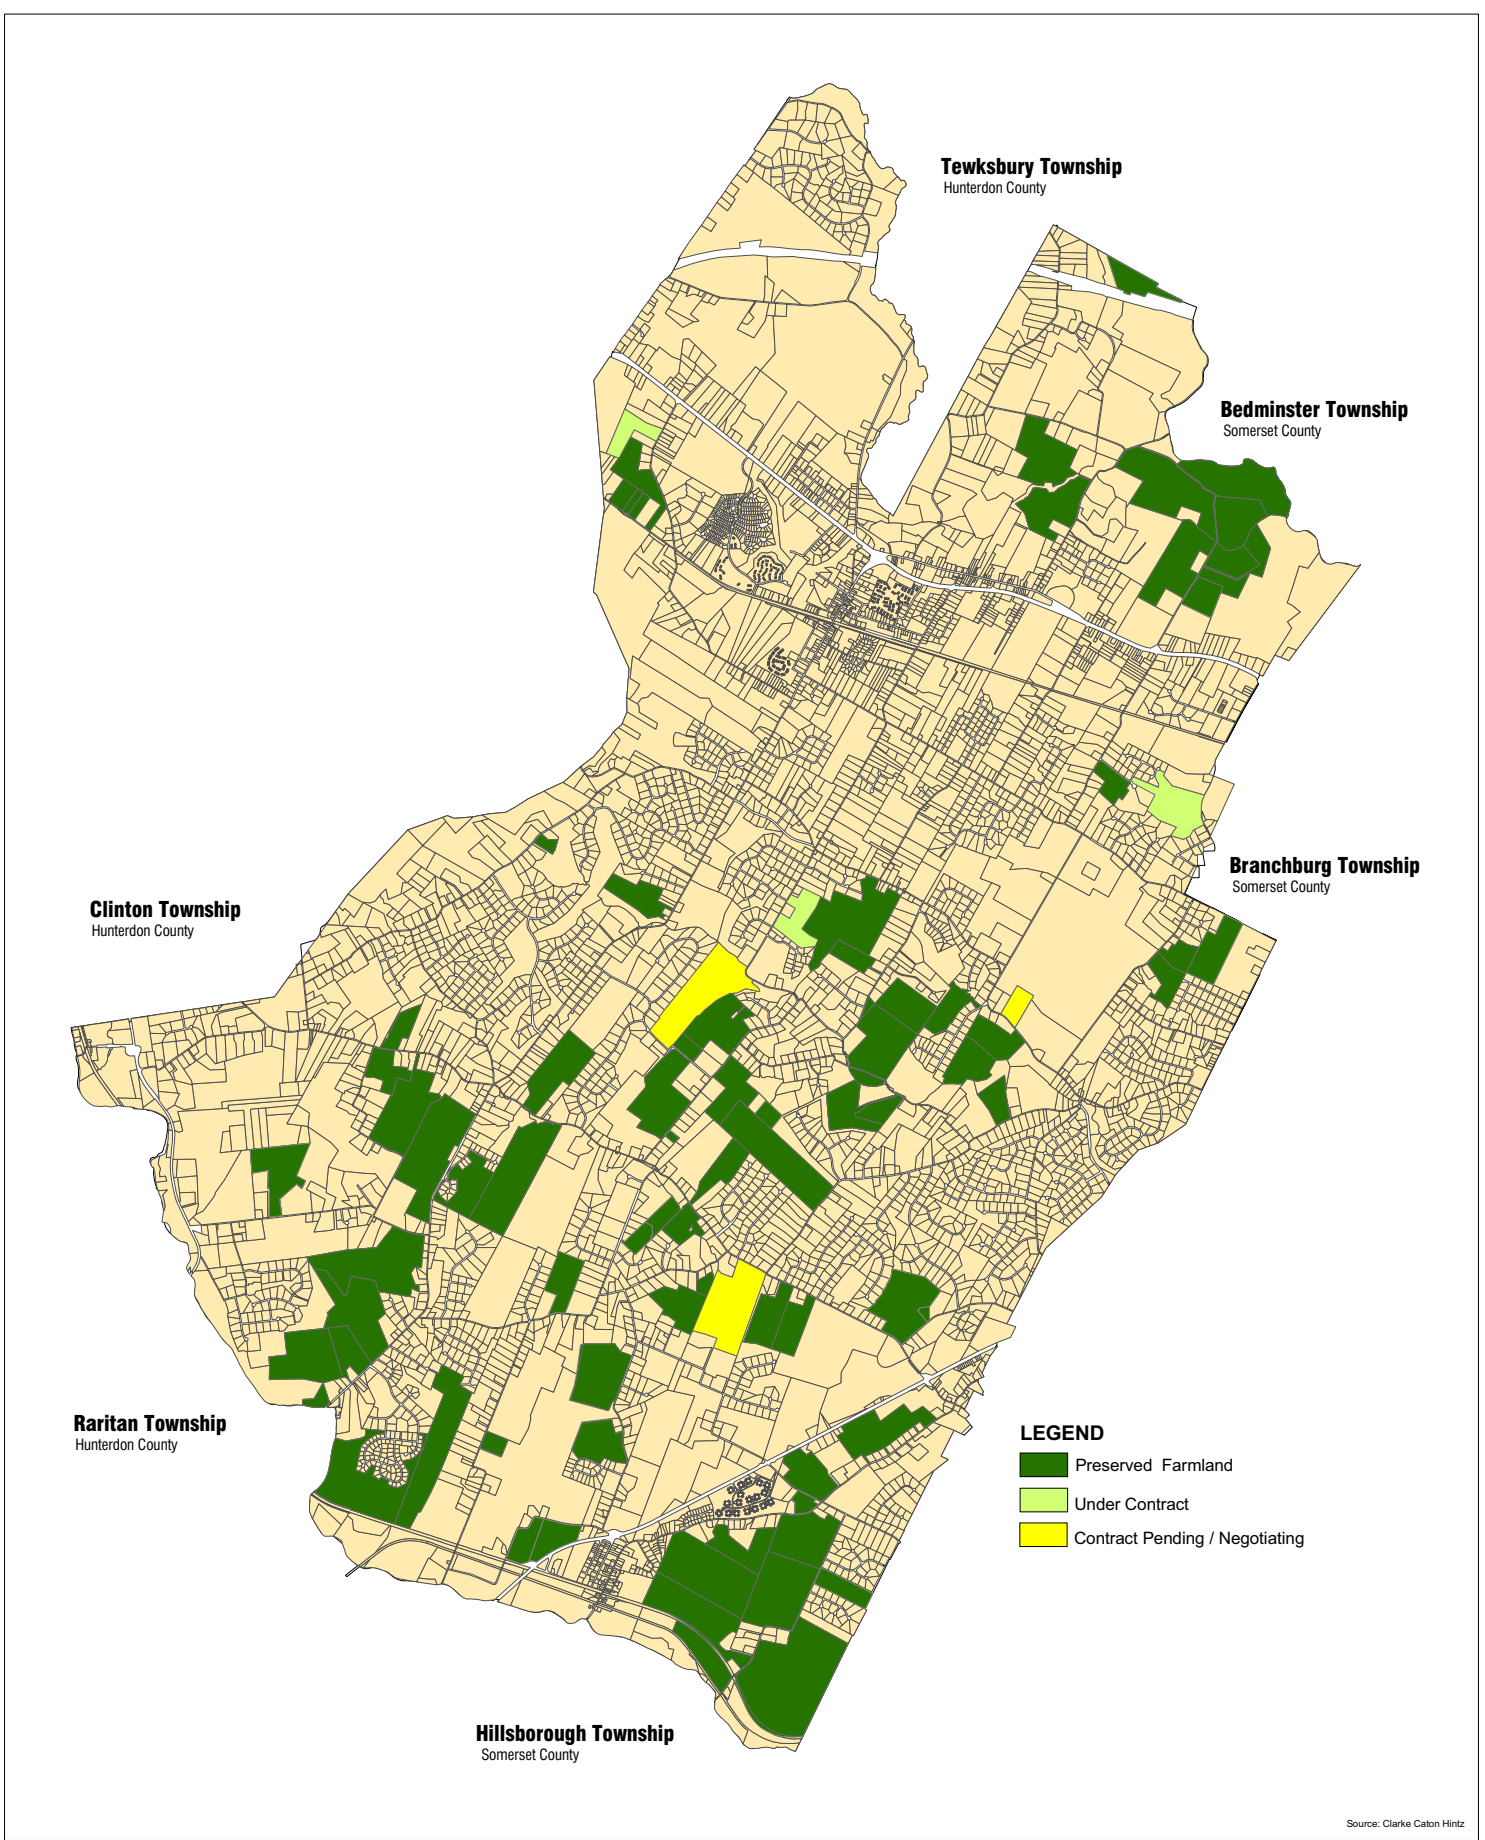 Tewksbury Township
Hunterdon County
Bedminster Township
Somerset County
Branchburg Township
Somerset County
Clinton Township
Hunterdon County
Raritan Township
Hunterdon County
LEGEND
Preserved Farmland
Under Contract
Contract Pending / Negotiating
Hillsborough Township
Somerset County
Source: Clarke Caton Hintz